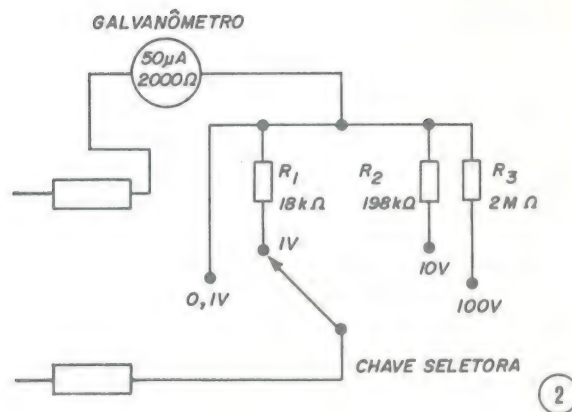 GALVANÔMETRO
50µA
2000Ω
R1
18kΩ
R2
198kΩ
R3
2MΩ
1V
10V
0,1V
100V
CHAVE SELETORA
2